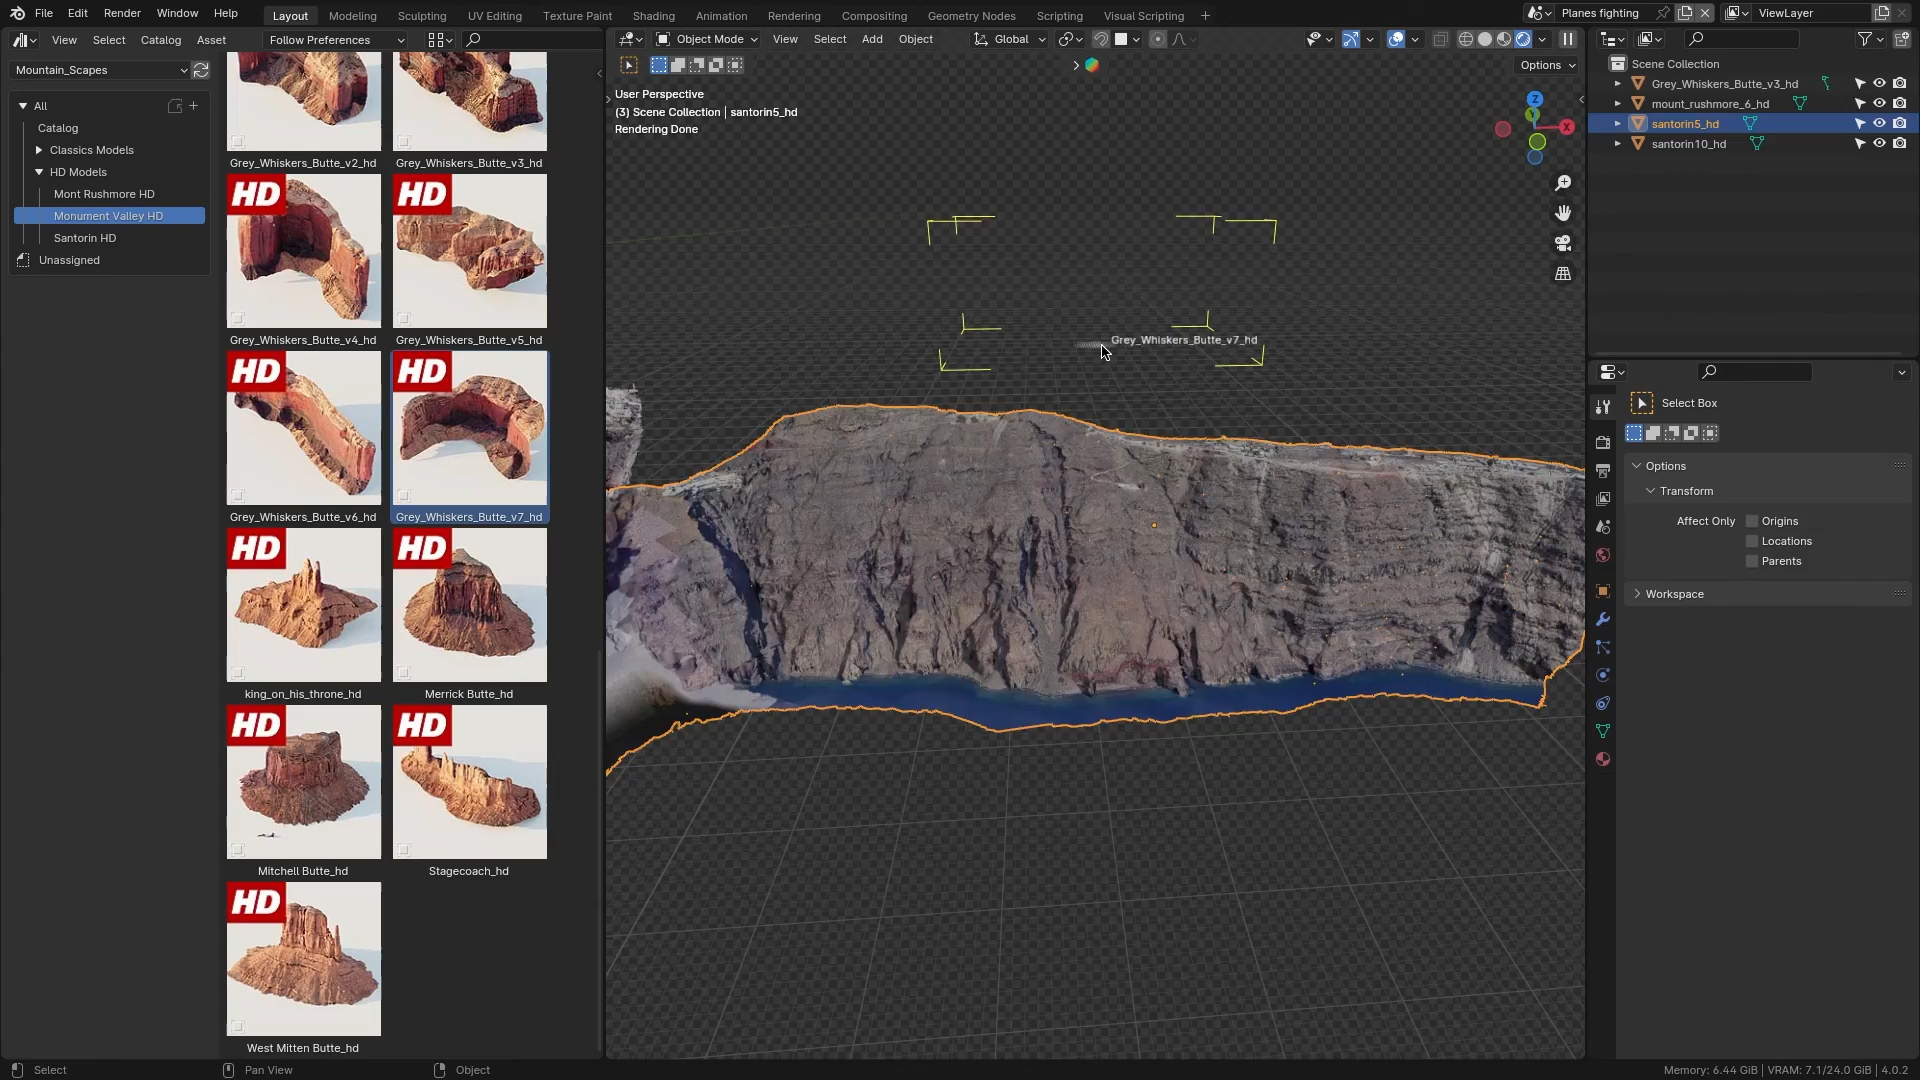 File Edit Render Window Help
Layout Modeling Sculpting UV Editing Texture Paint Shading Animation Rendering Compositing Geometry Nodes Scripting Visual Scripting
Planes fighting
ViewLayer
View Select Catalog Asset
Follow Preferences
Object Mode
View Select Add Object
Global
Mountain_Scapes
Options
All
Catalog
Classics Models
HD Models
Mont Rushmore HD
Monument Valley HD
Santorin HD
Unassigned
Grey_Whiskers_Butte_v2_hd
Grey_Whiskers_Butte_v3_hd
HD
HD
Grey_Whiskers_Butte_v4_hd
Grey_Whiskers_Butte_v5_hd
HD
HD
Grey_Whiskers_Butte_v6_hd
Grey_Whiskers_Butte_v7_hd
HD
HD
king_on_his_throne_hd
Merrick Butte_hd
HD
HD
Mitchell Butte_hd
Stagecoach_hd
HD
West Mitten Butte_hd
User Perspective
(3) Scene Collection | santorin5_hd
Rendering Done
Z
Y
X
Grey_Whiskers_Butte_v7_hd
Scene Collection
Grey_Whiskers_Butte_v3_hd
mount_rushmore_6_hd
santorin5_hd
santorin10_hd
Select Box
Options
Transform
Affect Only
Origins
Locations
Parents
Workspace
Select
Pan View
Object
Memory: 6.44 GiB | VRAM: 7.1/24.0 GiB | 4.0.2